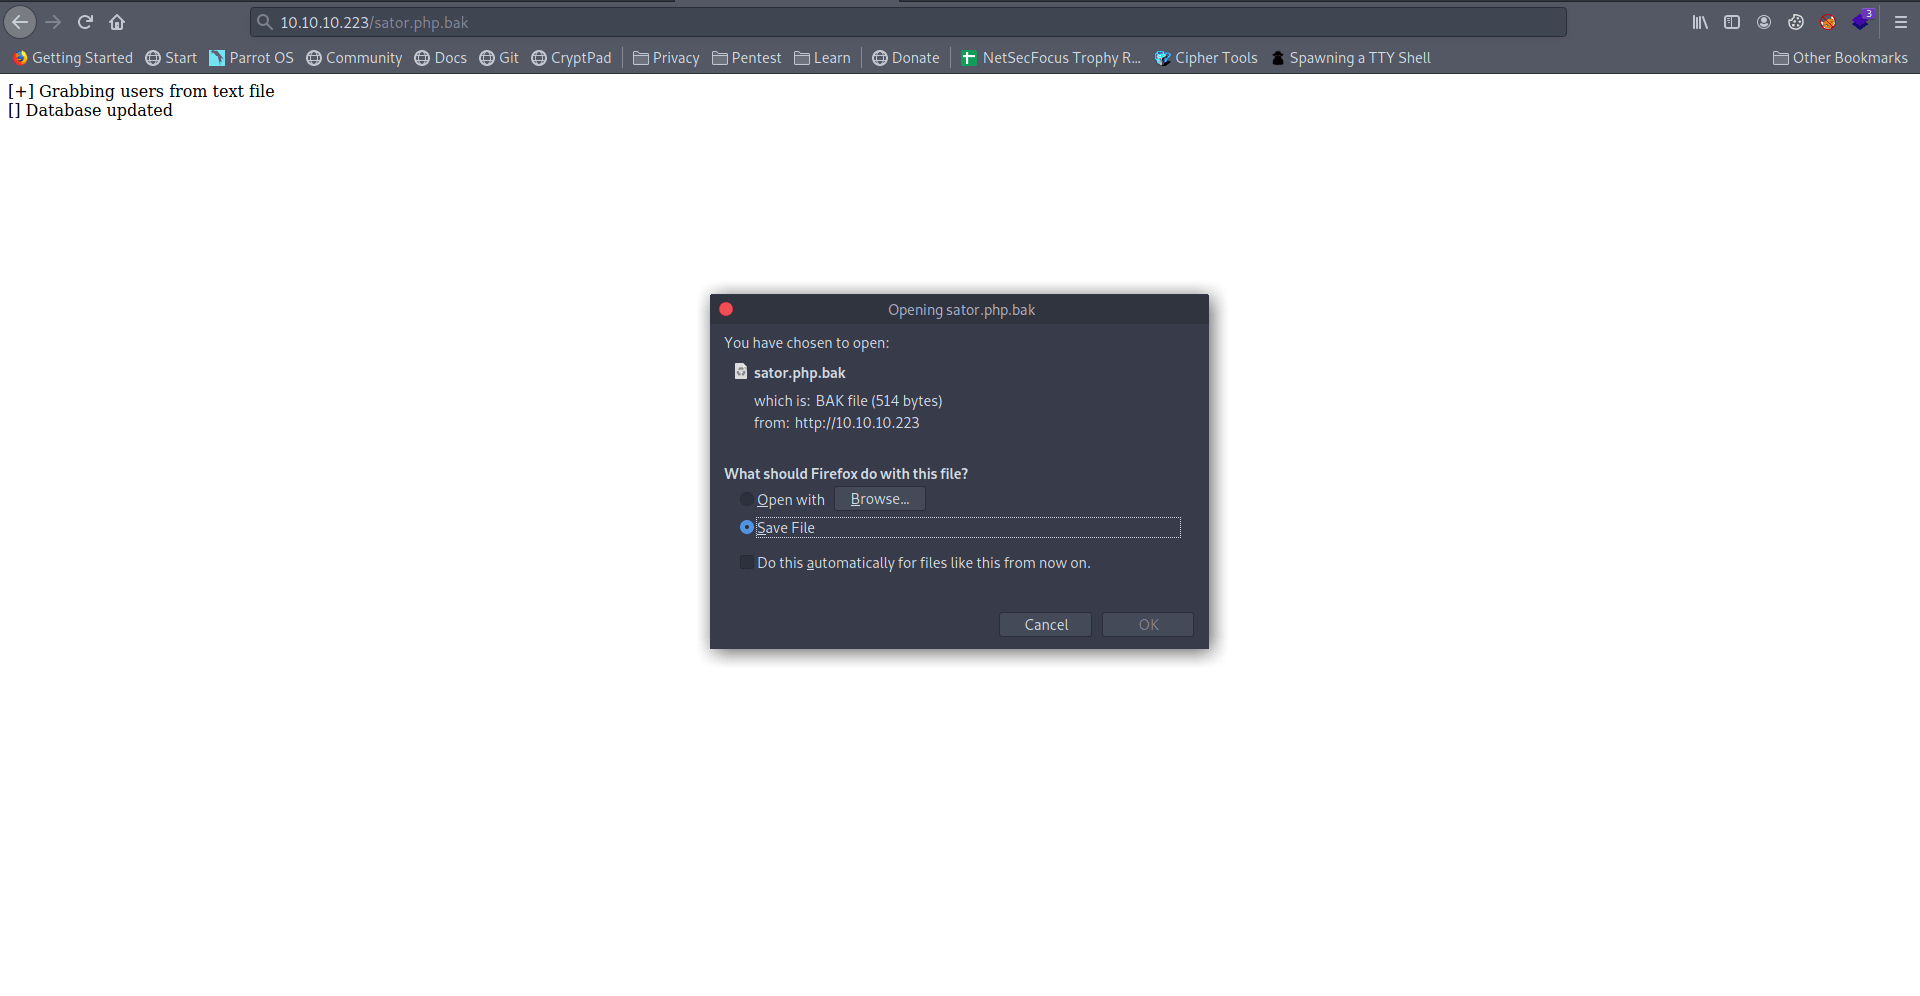 10.10.10.223/sator.php.bak
3
Getting Started Start Parrot OS Community Docs Git CryptPad Privacy Pentest Learn Donate NetSecFocus Trophy R... Cipher Tools Spawning a TTY Shell Other Bookmarks
[+] Grabbing users from text file
[] Database updated
Opening sator.php.bak
You have chosen to open:
sator.php.bak
which is: BAK file (514 bytes)
from: http://10.10.10.223
What should Firefox do with this file?
Open with Browse...
Save File
Do this automatically for files like this from now on.
Cancel OK